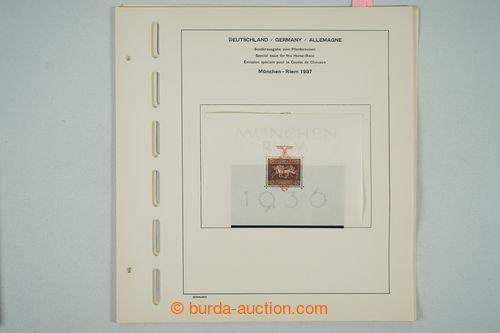 DEUTSCHLAND / GERMANY / ALLEMAGNE
Sonderausgabe zum Pferderennen
Special issue for the Horse-Race
Émission spéciale pour la Course de Chevaux
München-Riem 1937
MÜNCHEN
RIEM
1936
burda-auction.com